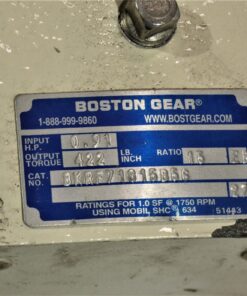 BOSTON GEAR®
1-888-999-9860 WWW.BOSTGEAR.COM
INPUT H.P. 0.91
OUTPUT TORQUE 422 LB. INCH RATIO 15
CAT. NO.
RATINGS FOR 1.0 SF @ 1750 RPM
USING MOBIL SHC 634 51443